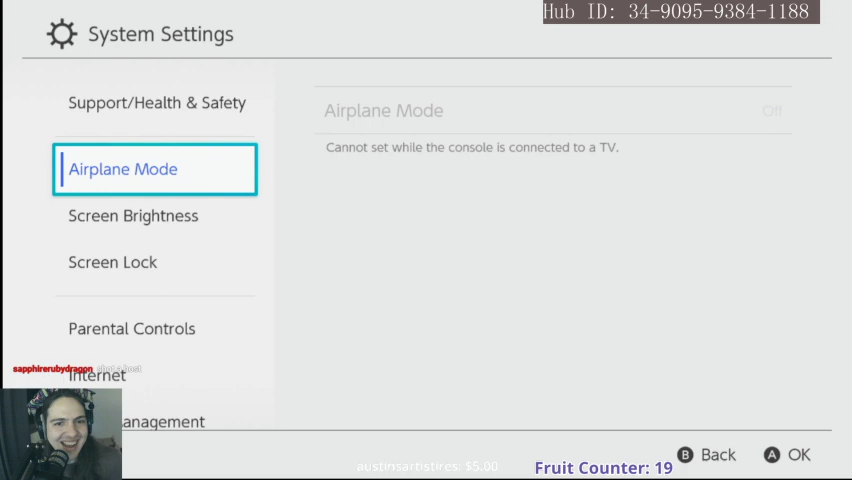 Hub ID: 34-9095-9384-1188
System Settings
Support/Health & Safety
Airplane Mode
Screen Brightness
Screen Lock
Parental Controls
Internet
anagement
Airplane Mode Off
Cannot set while the console is connected to a TV.
sapphirerubydragon shot a host
austinsartistires: $5.00
Fruit Counter: 19
B Back A OK